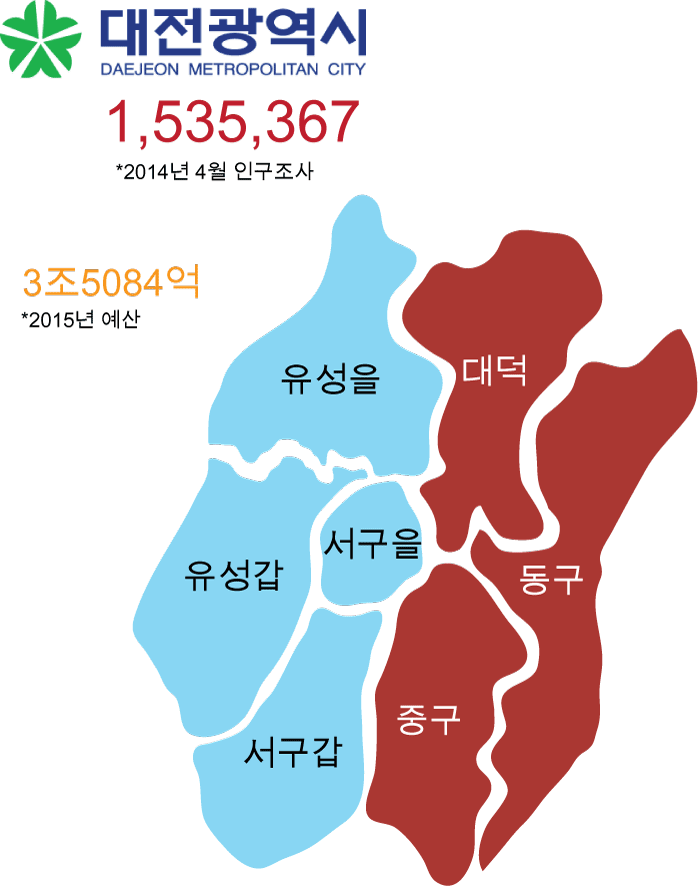 대전광역시
DAEJEON METROPOLITAN CITY
1,535,367
*2014년 4월 인구조사
3조5084억
*2015년 예산
유성을
대덕
서구을
유성갑
동구
중구
서구갑